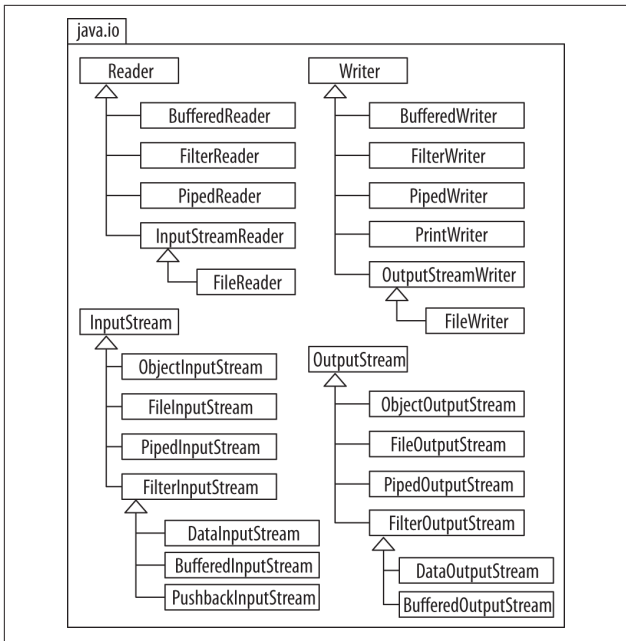 java.io
Reader
BufferedReader
FilterReader
PipedReader
InputStreamReader
FileReader
Writer
BufferedWriter
FilterWriter
PipedWriter
PrintWriter
OutputStreamWriter
FileWriter
InputStream
ObjectInputStream
FileInputStream
PipedInputStream
FilterInputStream
DataInputStream
BufferedInputStream
PushbackInputStream
OutputStream
ObjectOutputStream
FileOutputStream
PipedOutputStream
FilterOutputStream
DataOutputStream
BufferedOutputStream